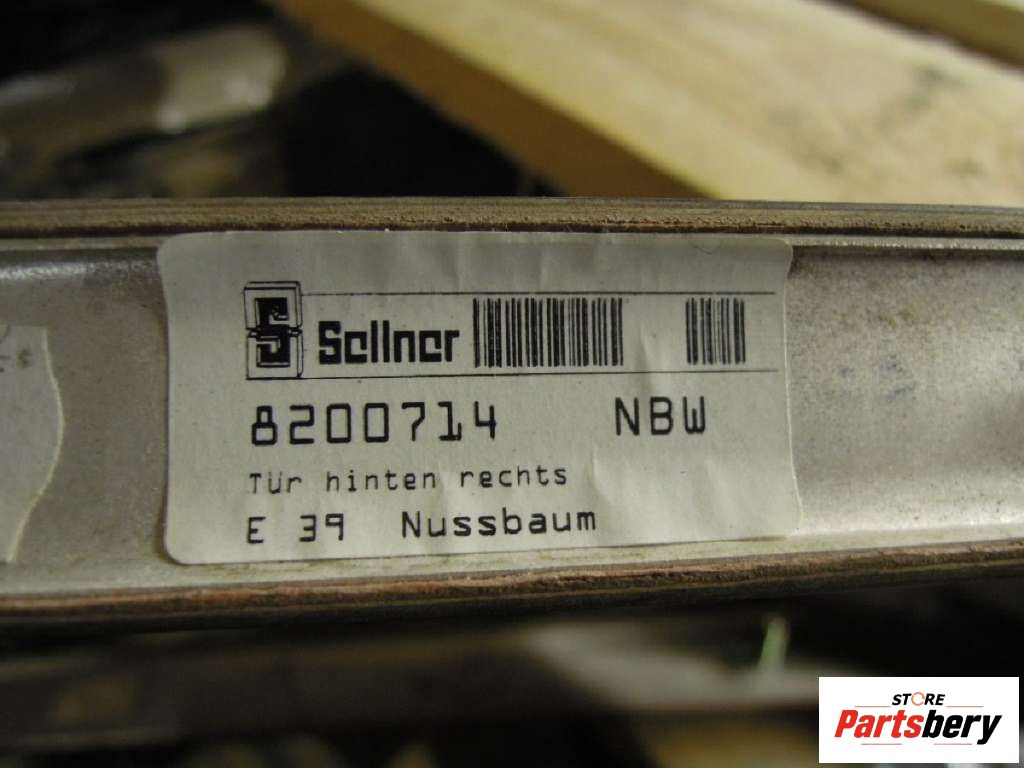 Sellner
8200714 NBW
Tür hinten rechts
E 39 Nussbaum
STORE
Partsbery